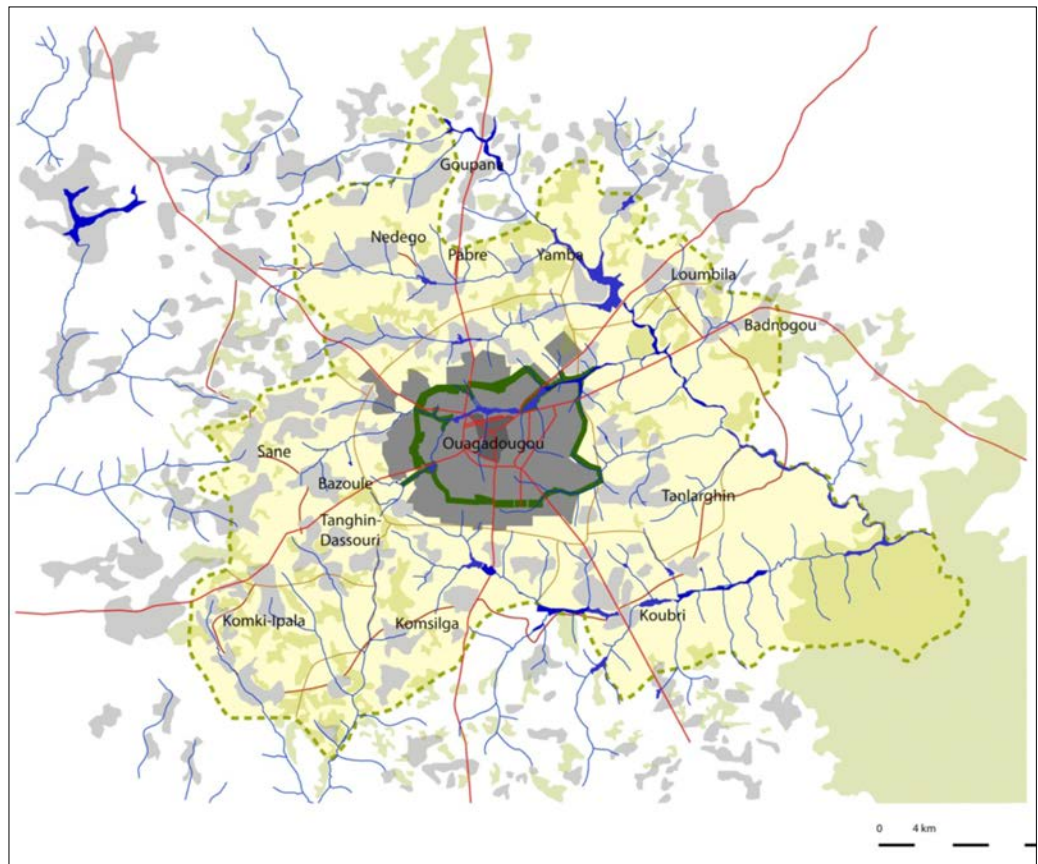 Goupana
Nedego
Pabre
Yamba
Loumbila
Badnogou
Ouagadougou
Sane
Bazoule
Tanghin-
Dassouri
Tanlarghin
Komki-Ipala
Komsilga
Koubri
0 4 km